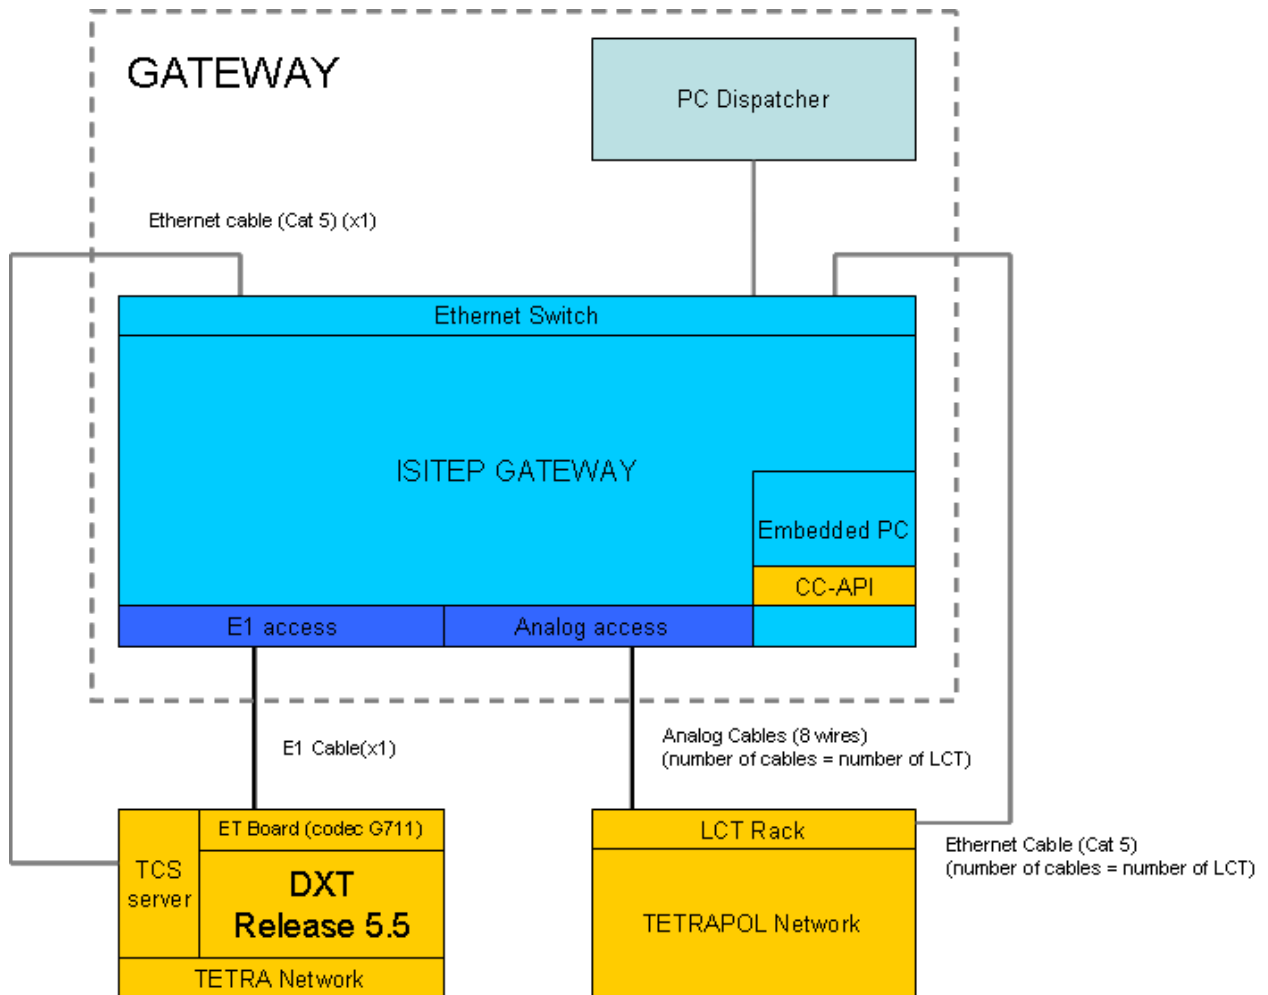 GATEWAY
PC Dispatcher
Ethernet cable (Cat 5) (x1)
Ethernet Switch
ISITEP GATEWAY
Embedded PC
CC-API
E1 access
Analog access
E1 Cable(x1)
Analog Cables (8 wires)
(number of cables = number of LCT)
ET Board (codec G711)
TCS
server
DXT
Release 5.5
TETRA Network
LCT Rack
TETRAPOL Network
Ethernet Cable (Cat 5)
(number of cables = number of LCT)